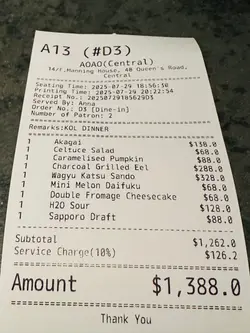 A13 (#D3)
AOAO(Central)
14/F,Manning House, 48 Queen's Road,
Central
Seating Time: 2025-07-29 18:56:30
Printing Time: 2025-07-29 20:22:54
Receipt No.: 20250729185629D3
Served By: Anna
Order No.: D3 [Dine-in]
Number of Patron: 2
Remarks:KOL DINNER
1 Akagai $138.0
1 Celtuce Salad $68.0
1 Caramelised Pumpkin $88.0
1 Charcoal Grilled Eel $288.0
1 Wagyu Katsu Sando $328.0
1 Mini Melon Daifuku $68.0
1 Double Fromage Cheesecake $68.0
1 H2O Sour $128.0
1 Sapporo Draft $88.0
Subtotal $1,262.0
Service Charge(10%) $126.2
Amount $1,388.0
Thank You